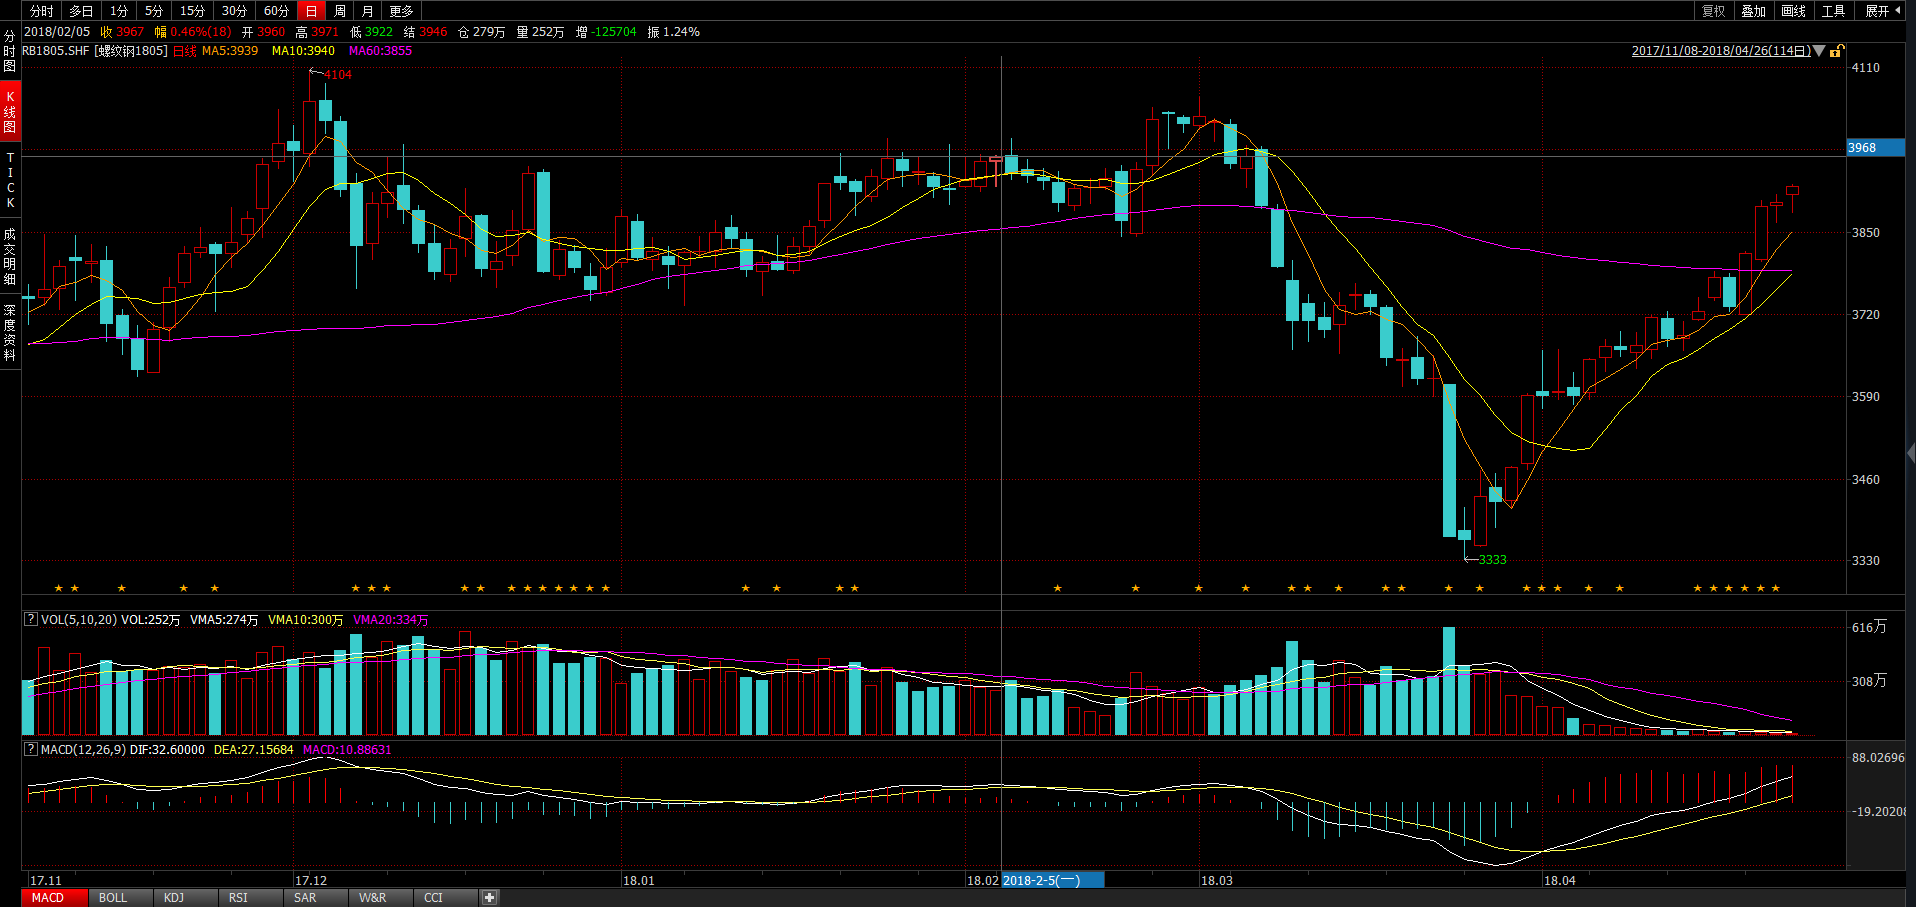 分时 多日 1分 5分 15分 30分 60分 日 周 月 更多 复权 叠加 画线 工具 展开
2018/02/05 收 3967 幅 0.46%(18) 开 3960 高 3971 低 3922 结 3946 仓 279万 量 252万 增 -125704 振 1.24%
RB1805.SHF [螺纹钢1805] 日线 MA5:3939 MA10:3940 MA60:3855 2017/11/08-2018/04/26(114日)
分时图
K线图
TICK
成交明细
深度资料
4104
4110
3968
3850
3720
3590
3460
3333
3330
? VOL(5,10,20) VOL:252万 VMA5:274万 VMA10:300万 VMA20:334万
616万
308万
? MACD(12,26,9) DIF:32.60000 DEA:27.15684 MACD:10.88631
88.02696
-19.20208
17.11 17.12 18.01 18.02 2018-2-5(一) 18.03 18.04
MACD BOLL KDJ RSI SAR W&R CCI